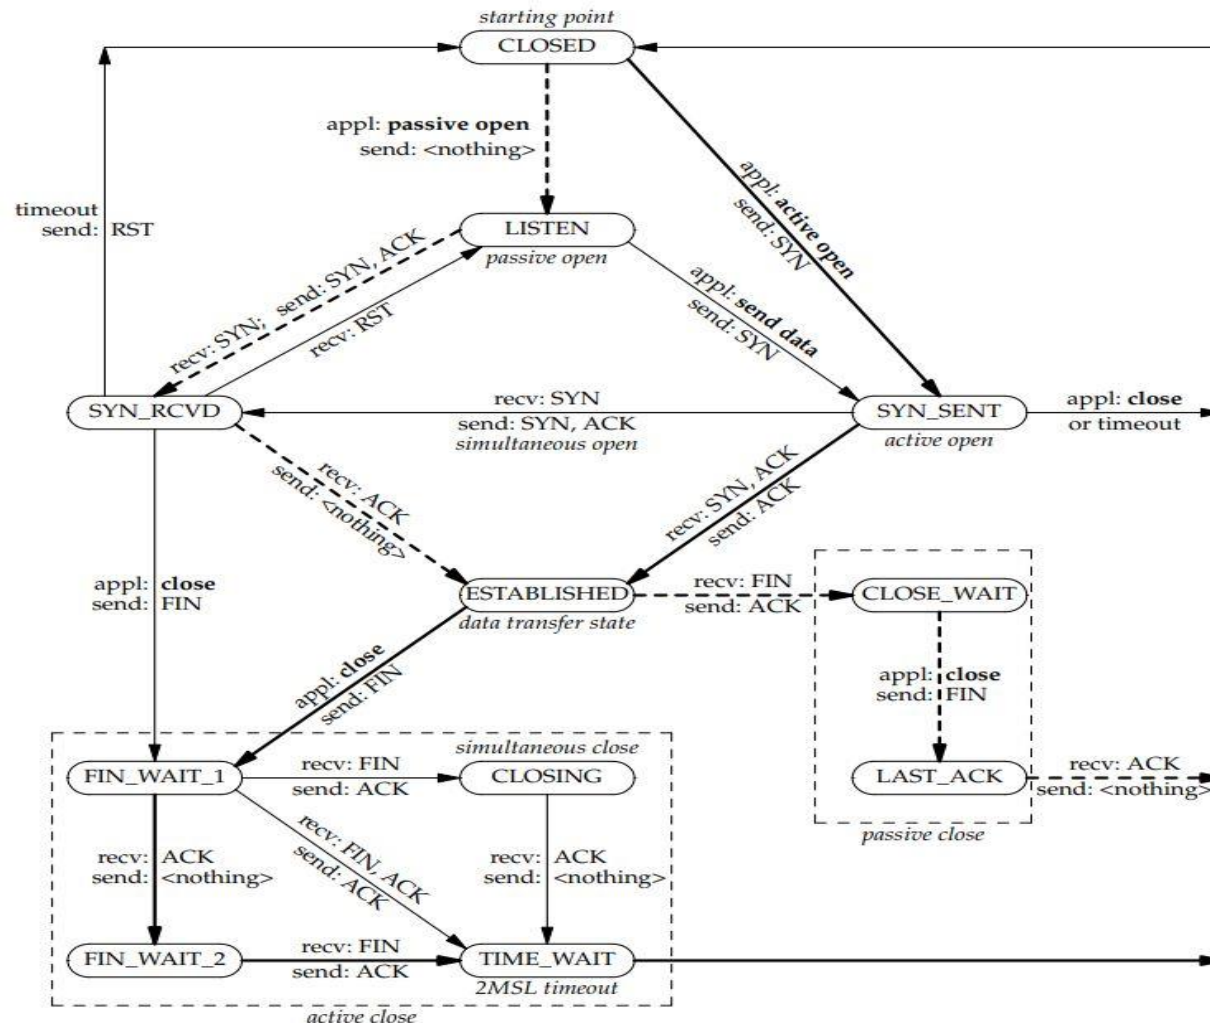 starting point
CLOSED
appl: passive open
send: <nothing>
appl: active open
send: SYN
timeout
send: RST
LISTEN
passive open
recv: SYN; send: SYN, ACK
recv: RST
appl: send data
send: SYN
SYN_RCVD
recv: SYN
send: SYN, ACK
simultaneous open
SYN_SENT
active open
appl: close
or timeout
recv: ACK
send: <nothing>
recv: SYN, ACK
send: ACK
appl: close
send: FIN
ESTABLISHED
data transfer state
recv: FIN
send: ACK
CLOSE_WAIT
appl: close
send: FIN
appl: close
send: FIN
simultaneous close
FIN_WAIT_1
recv: FIN
send: ACK
CLOSING
LAST_ACK
recv: ACK
send: <nothing>
passive close
recv: ACK
send: <nothing>
recv: FIN, ACK
send: ACK
recv: ACK
send: <nothing>
FIN_WAIT_2
recv: FIN
send: ACK
TIME_WAIT
2MSL timeout
active close